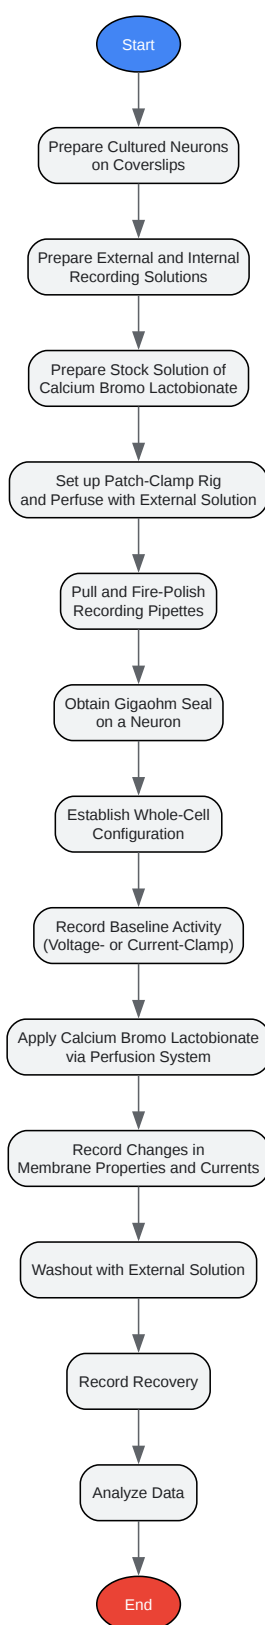 Start
Prepare Cultured Neurons
on Coverslips
Prepare External and Internal
Recording Solutions
Prepare Stock Solution of
Calcium Bromo Lactobionate
Set up Patch-Clamp Rig
and Perfuse with External Solution
Pull and Fire-Polish
Recording Pipettes
Obtain Gigaohm Seal
on a Neuron
Establish Whole-Cell
Configuration
Record Baseline Activity
(Voltage- or Current-Clamp)
Apply Calcium Bromo Lactobionate
via Perfusion System
Record Changes in
Membrane Properties and Currents
Washout with External Solution
Record Recovery
Analyze Data
End